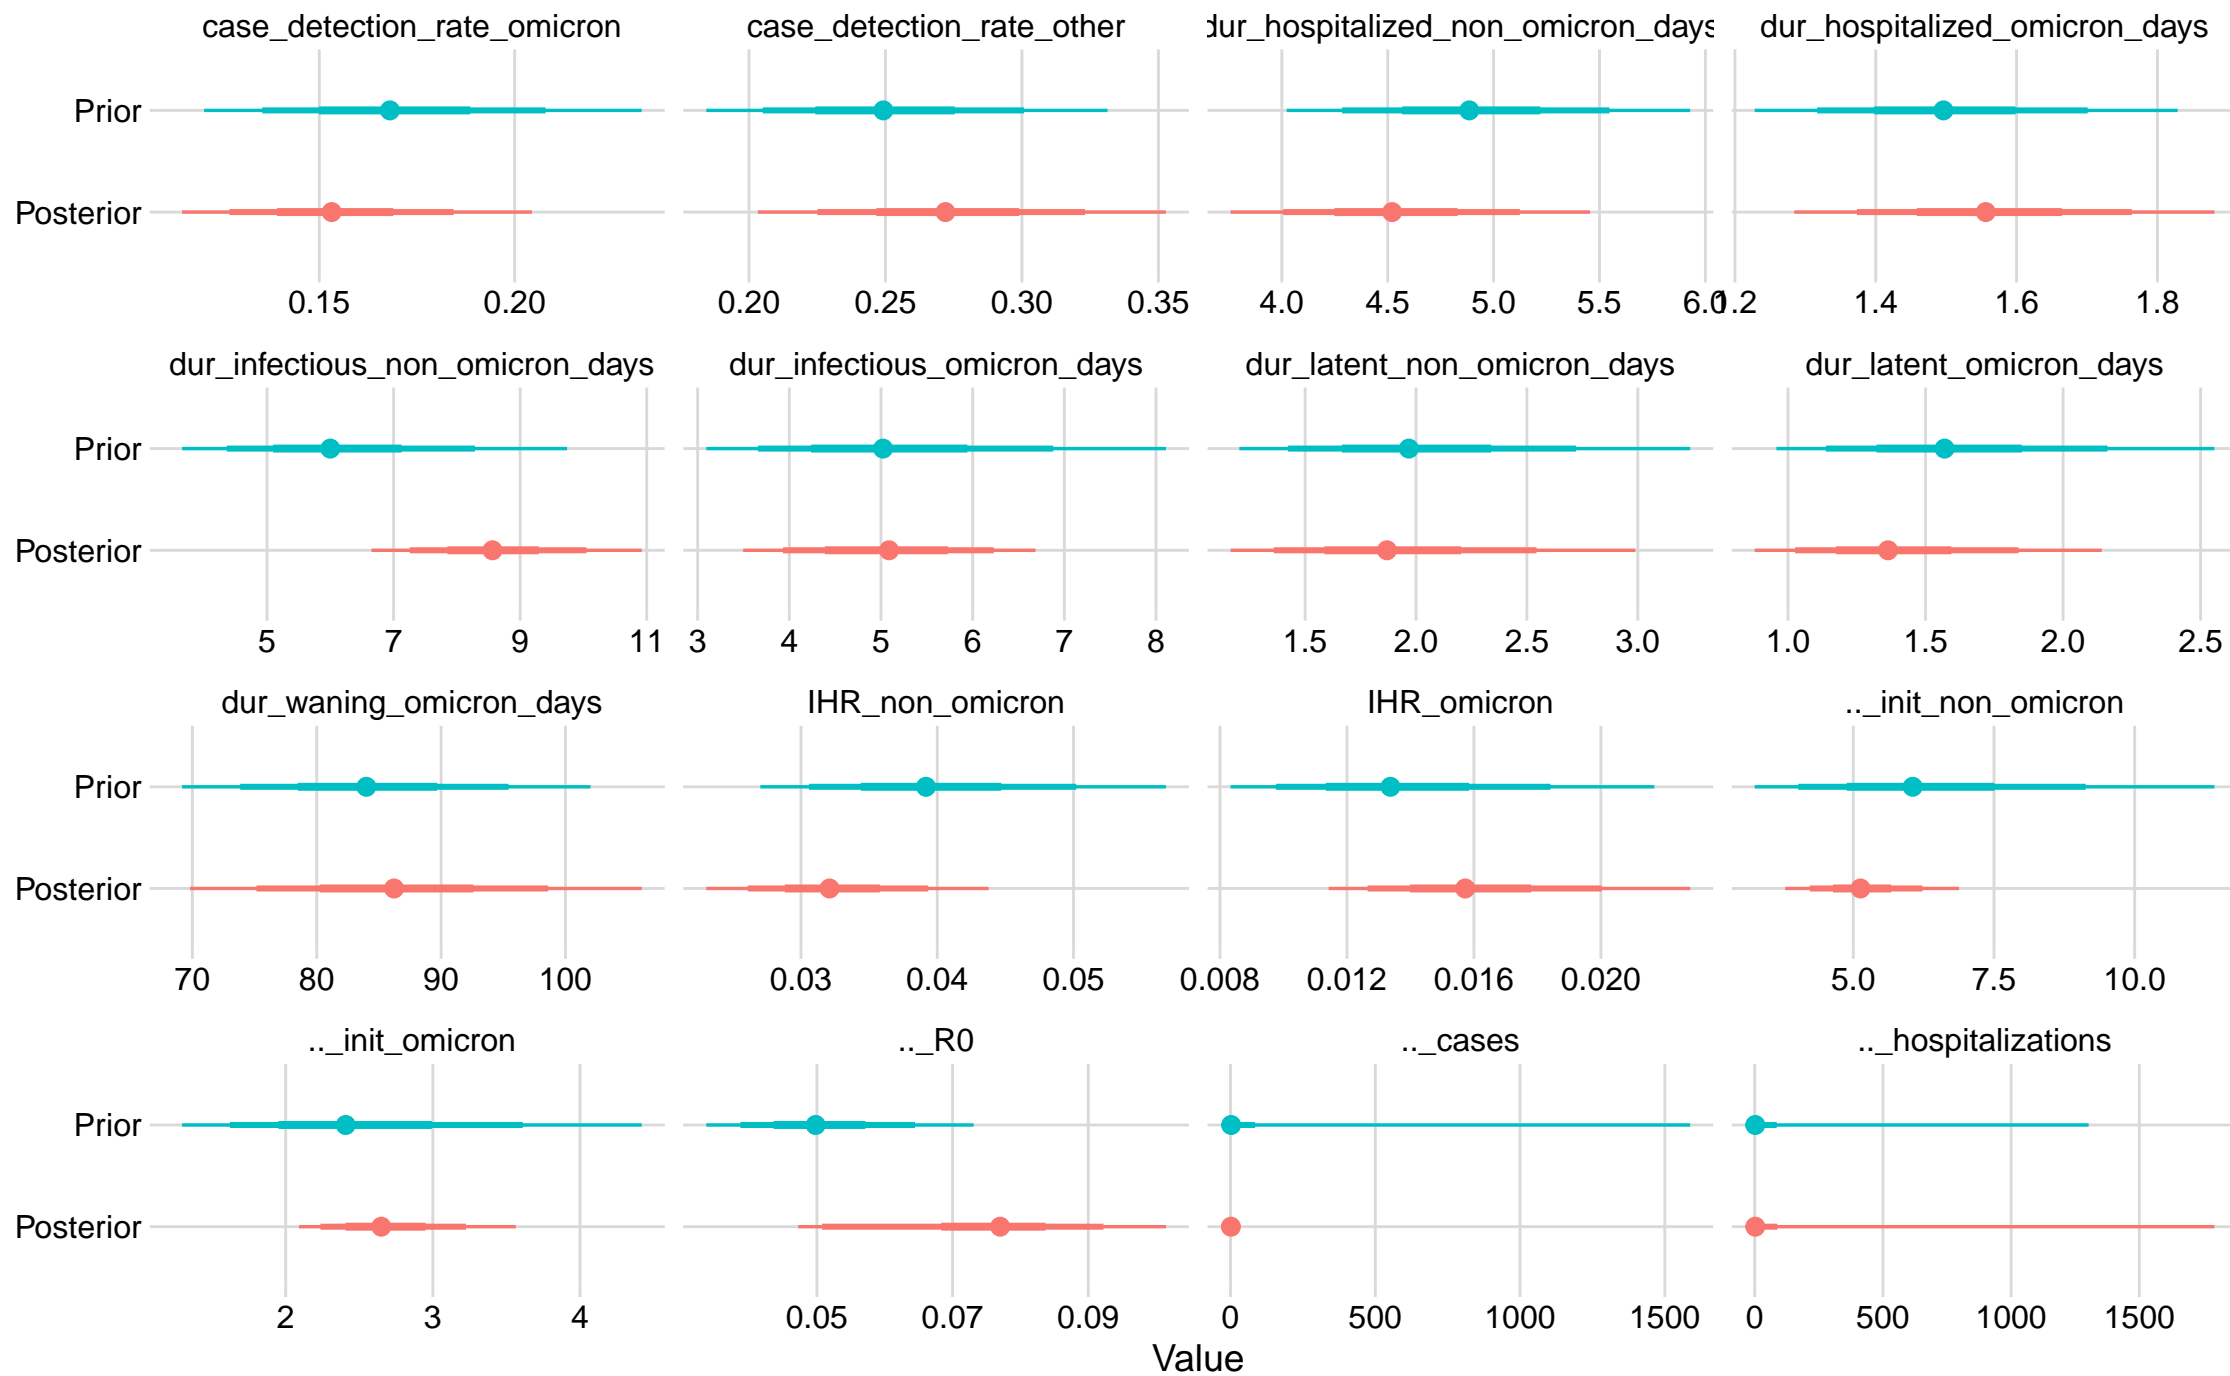 case_detection_rate_omicron case_detection_rate_other dur_hospitalized_non_omicron_days dur_hospitalized_omicron_days
Prior
Posterior
0.15 0.20 0.20 0.25 0.30 0.35 4.0 4.5 5.0 5.5 6.0 1.2 1.4 1.6 1.8
dur_infectious_non_omicron_days dur_infectious_omicron_days dur_latent_non_omicron_days dur_latent_omicron_days
Prior
Posterior
5 7 9 11 3 4 5 6 7 8 1.5 2.0 2.5 3.0 1.0 1.5 2.0 2.5
dur_waning_omicron_days IHR_non_omicron IHR_omicron .._init_non_omicron
Prior
Posterior
70 80 90 100 0.03 0.04 0.05 0.008 0.012 0.016 0.020 5.0 7.5 10.0
.._init_omicron .._R0 .._cases .._hospitalizations
Prior
Posterior
2 3 4 0.05 0.07 0.09 0 500 1000 1500 0 500 1000 1500
Value